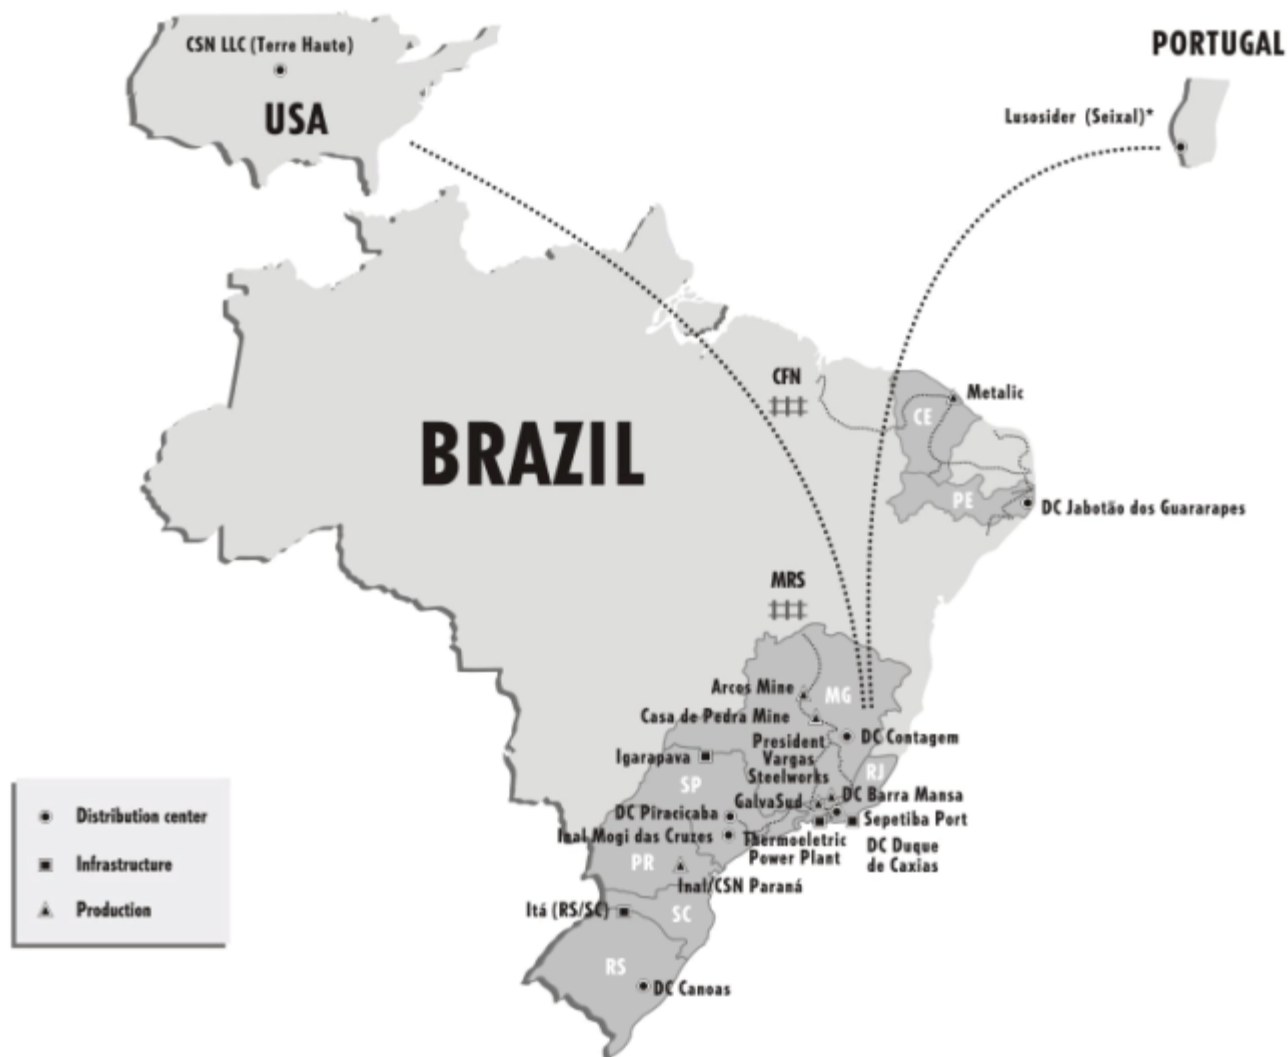 CSN LLC (Terre Haute)
USA
PORTUGAL
Lusosider (Seixal)*
BRAZIL
CFN
Metalic
CE
PE
DC Jabotão dos Guararapes
MRS
Arcos Mine
MG
Casa de Pedra Mine
President
Vargas
Steelworks
DC Contagem
Igarapava
RJ
SP
GalvaSud
DC Barra Mansa
DC Piracicaba
Sepetiba Port
Inal Mogi das Cruzes
Thermoeletric
Power Plant
DC Duque
de Caxias
PR
Inal/CSN Paraná
Itá (RS/SC)
SC
RS
DC Canoas
Distribution center
Infrastructure
Production